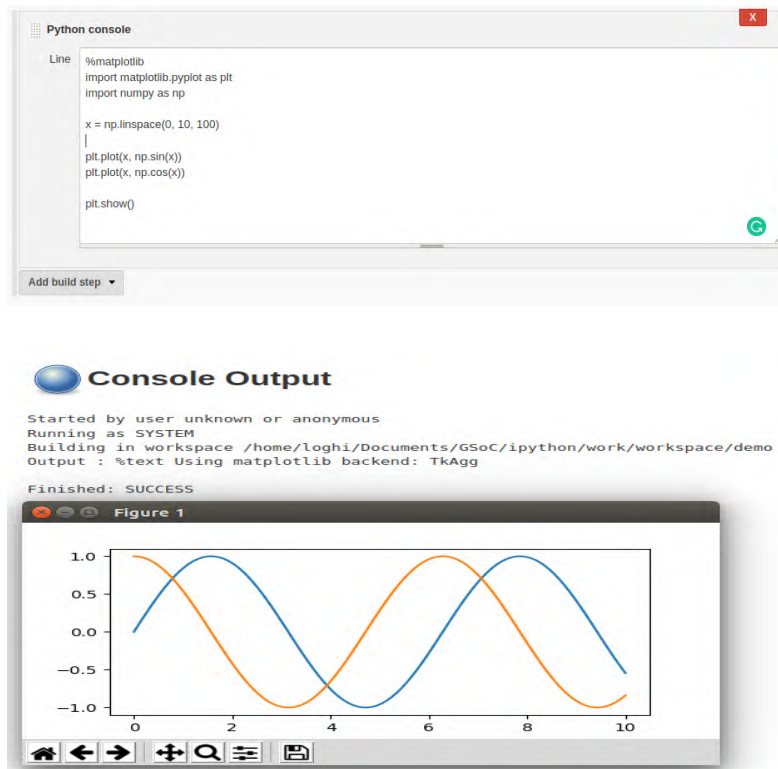 X
Python console
Line
%matplotlib
import matplotlib.pyplot as plt
import numpy as np
x = np.linspace(0, 10, 100)
plt.plot(x, np.sin(x))
plt.plot(x, np.cos(x))
plt.show()
Add build step
Console Output
Started by user unknown or anonymous
Running as SYSTEM
Building in workspace /home/loghi/Documents/GSoC/ipython/work/workspace/demo
Output : %text Using matplotlib backend: TkAgg
Finished: SUCCESS
Figure 1
1.0
0.5
0.0
−0.5
−1.0
0 2 4 6 8 10